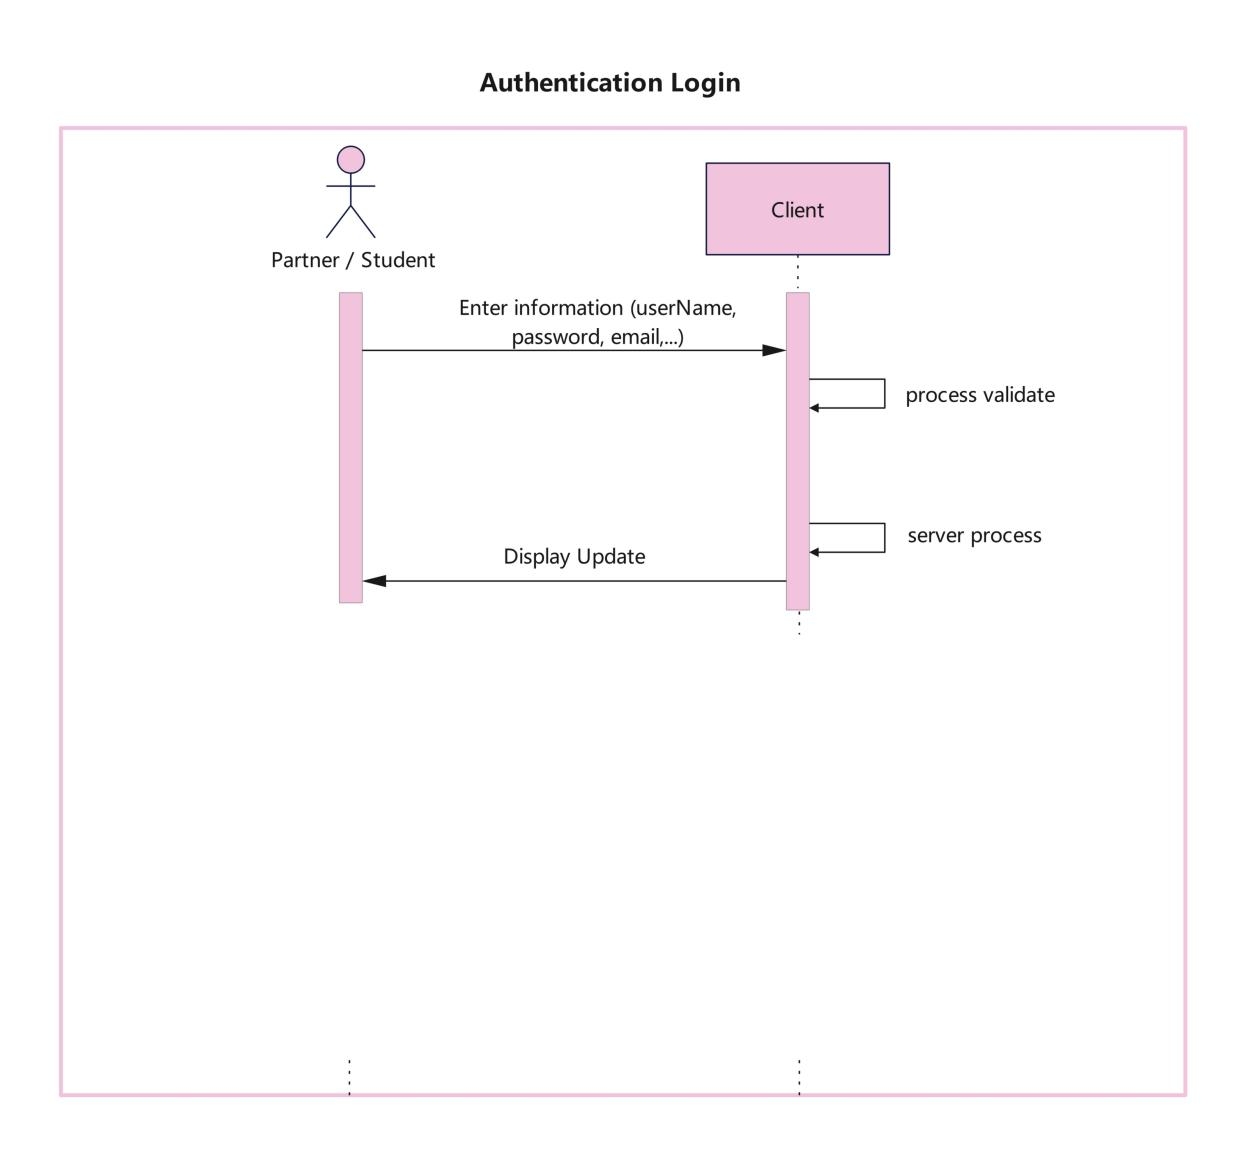 Authentication Login
Client
Partner / Student
Enter information (userName,
password, email,...)
process validate
server process
Display Update